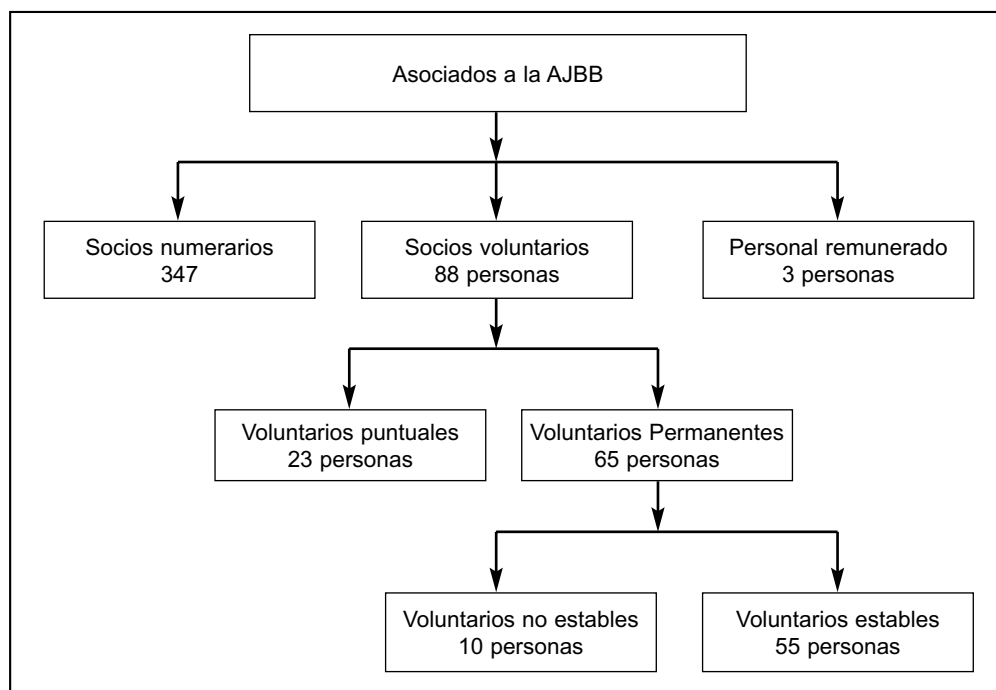 Asociados a la AJBB
Socios numerarios
347
Socios voluntarios
88 personas
Personal remunerado
3 personas
Voluntarios puntuales
23 personas
Voluntarios Permanentes
65 personas
Voluntarios no estables
10 personas
Voluntarios estables
55 personas